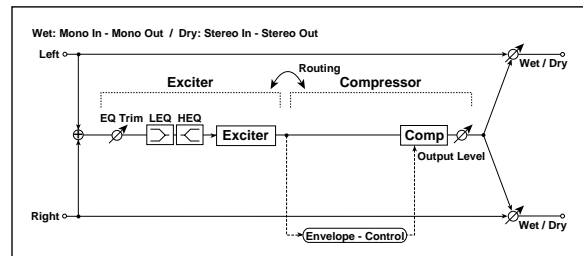 Wet: Mono In - Mono Out / Dry: Stereo In - Stereo Out
Left
Wet / Dry
Routing
Exciter
Compressor
EQ Trim
LEQ
HEQ
Exciter
Comp
Output Level
Right
Wet / Dry
Envelope - Control